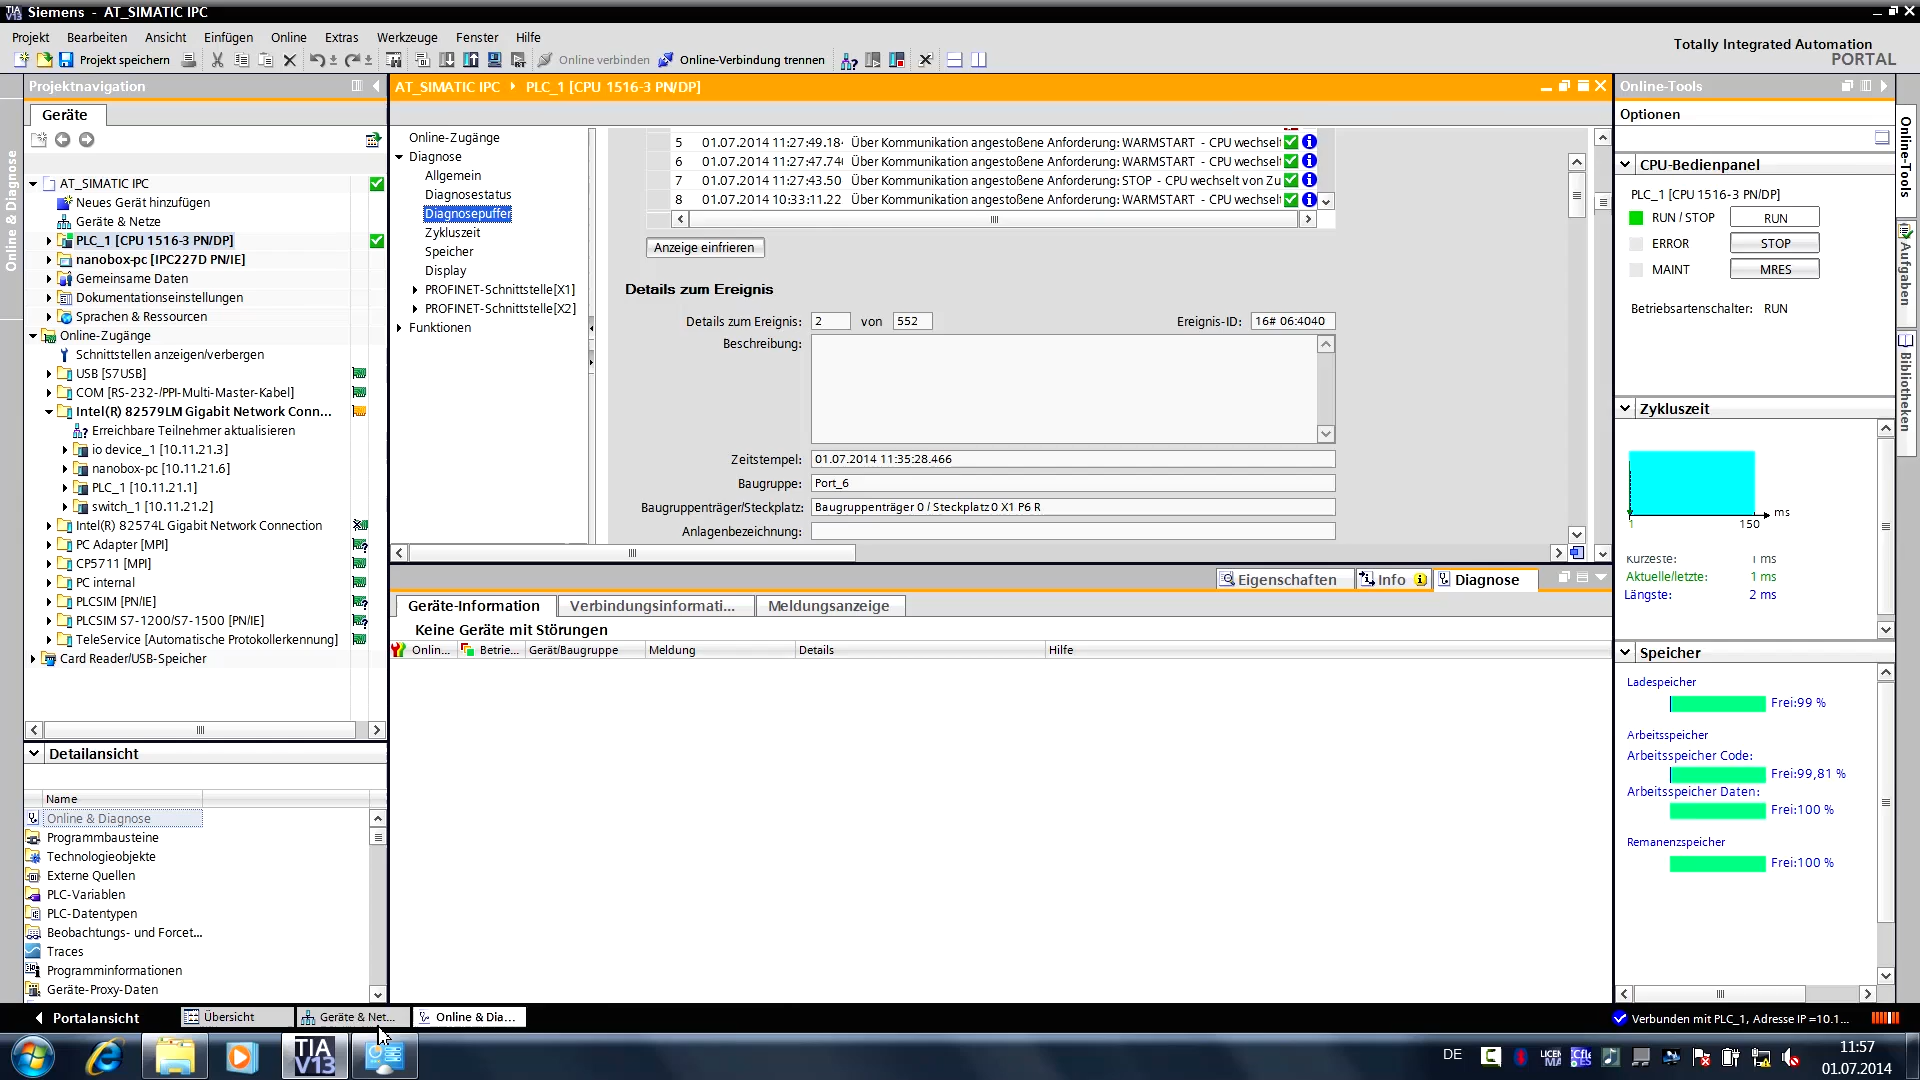 Siemens - AT_SIMATIC IPC
Projekt Bearbeiten Ansicht Einfügen Online Extras Werkzeuge Fenster Hilfe
Totally Integrated Automation
PORTAL
Projekt speichern
Online verbinden
Online-Verbindung trennen
Projektnavigation
Geräte
Online & Diagnose
AT_SIMATIC IPC
Neues Gerät hinzufügen
Geräte & Netze
PLC_1 [CPU 1516-3 PN/DP]
nanobox-pc [IPC227D PN/IE]
Gemeinsame Daten
Dokumentationseinstellungen
Sprachen & Ressourcen
Online-Zugänge
Schnittstellen anzeigen/verbergen
USB [S7USB]
COM [RS-232-/PPI-Multi-Master-Kabel]
Intel(R) 82579LM Gigabit Network Conn...
Erreichbare Teilnehmer aktualisieren
io device_1 [10.11.21.3]
nanobox-pc [10.11.21.6]
PLC_1 [10.11.21.1]
switch_1 [10.11.21.2]
Intel(R) 82574L Gigabit Network Connection
PC Adapter [MPI]
CP5711 [MPI]
PC internal
PLCSIM [PN/IE]
PLCSIM S7-1200/S7-1500 [PN/IE]
TeleService [Automatische Protokollerkennung]
Card Reader/USB-Speicher
Detailansicht
Name
Online & Diagnose
Programmbausteine
Technologieobjekte
Externe Quellen
PLC-Variablen
PLC-Datentypen
Beobachtungs- und Forcet...
Traces
Programminformationen
Geräte-Proxy-Daten
AT_SIMATIC IPC PLC_1 [CPU 1516-3 PN/DP]
Online-Zugänge
Diagnose
Allgemein
Diagnosestatus
Diagnosepuffer
Zykluszeit
Speicher
Display
PROFINET-Schnittstelle[X1]
PROFINET-Schnittstelle[X2]
Funktionen
5 01.07.2014 11:27:49.18 Über Kommunikation angestoßene Anforderung: WARMSTART - CPU wechselt
6 01.07.2014 11:27:47.74 Über Kommunikation angestoßene Anforderung: WARMSTART - CPU wechselt
7 01.07.2014 11:27:43.50 Über Kommunikation angestoßene Anforderung: STOP - CPU wechselt von Zu
8 01.07.2014 10:33:11.22 Über Kommunikation angestoßene Anforderung: WARMSTART - CPU wechselt
Anzeige einfrieren
Details zum Ereignis
Details zum Ereignis: 2 von 552 Ereignis-ID: 16# 06:4040
Beschreibung:
Zeitstempel: 01.07.2014 11:35:28.466
Baugruppe: Port_6
Baugruppenträger/Steckplatz: Baugruppenträger 0 / Steckplatz 0 X1 P6 R
Anlagenbezeichnung:
Eigenschaften Info Diagnose
Geräte-Information Verbindungsinformati... Meldungsanzeige
Keine Geräte mit Störungen
Onlin... Betrie... Gerät/Baugruppe Meldung Details Hilfe
Online-Tools
Optionen
CPU-Bedienpanel
PLC_1 [CPU 1516-3 PN/DP]
RUN / STOP RUN
ERROR STOP
MAINT MRES
Betriebsartenschalter: RUN
Zykluszeit
ms
1 150
Kürzeste: 1 ms
Aktuelle/letzte: 1 ms
Längste: 2 ms
Speicher
Ladespeicher
Frei:99 %
Arbeitsspeicher
Arbeitsspeicher Code:
Frei:99,81 %
Arbeitsspeicher Daten:
Frei:100 %
Remanenzspeicher
Frei:100 %
Online-Tools
Aufgaben
Bibliotheken
Portalansicht
Übersicht
Geräte & Net...
Online & Dia...
Verbunden mit PLC_1, Adresse IP =10.1...
TIA
V13
DE
11:57
01.07.2014